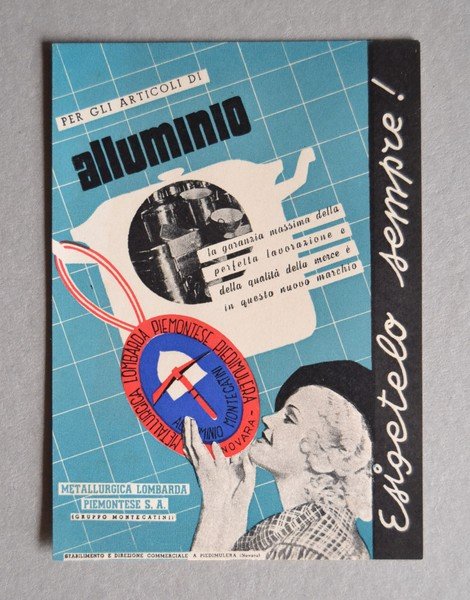 PER GLI ARTICOLI DI
alluminio
la garanzia massima della
perfetta lavorazione e
della qualità della merce è
in questo nuovo marchio
METALLURGICA LOMBARDA PIEMONTESE PIEDIMULERA
NOVARA -
MONTECATINI
METALLURGICA LOMBARDA
PIEMONTESE S. A.
(GRUPPO MONTECATINI)
STABILIMENTO E DIREZIONE COMMERCIALE A PIEDIMULERA (Novara)
Esigetelo sempre!